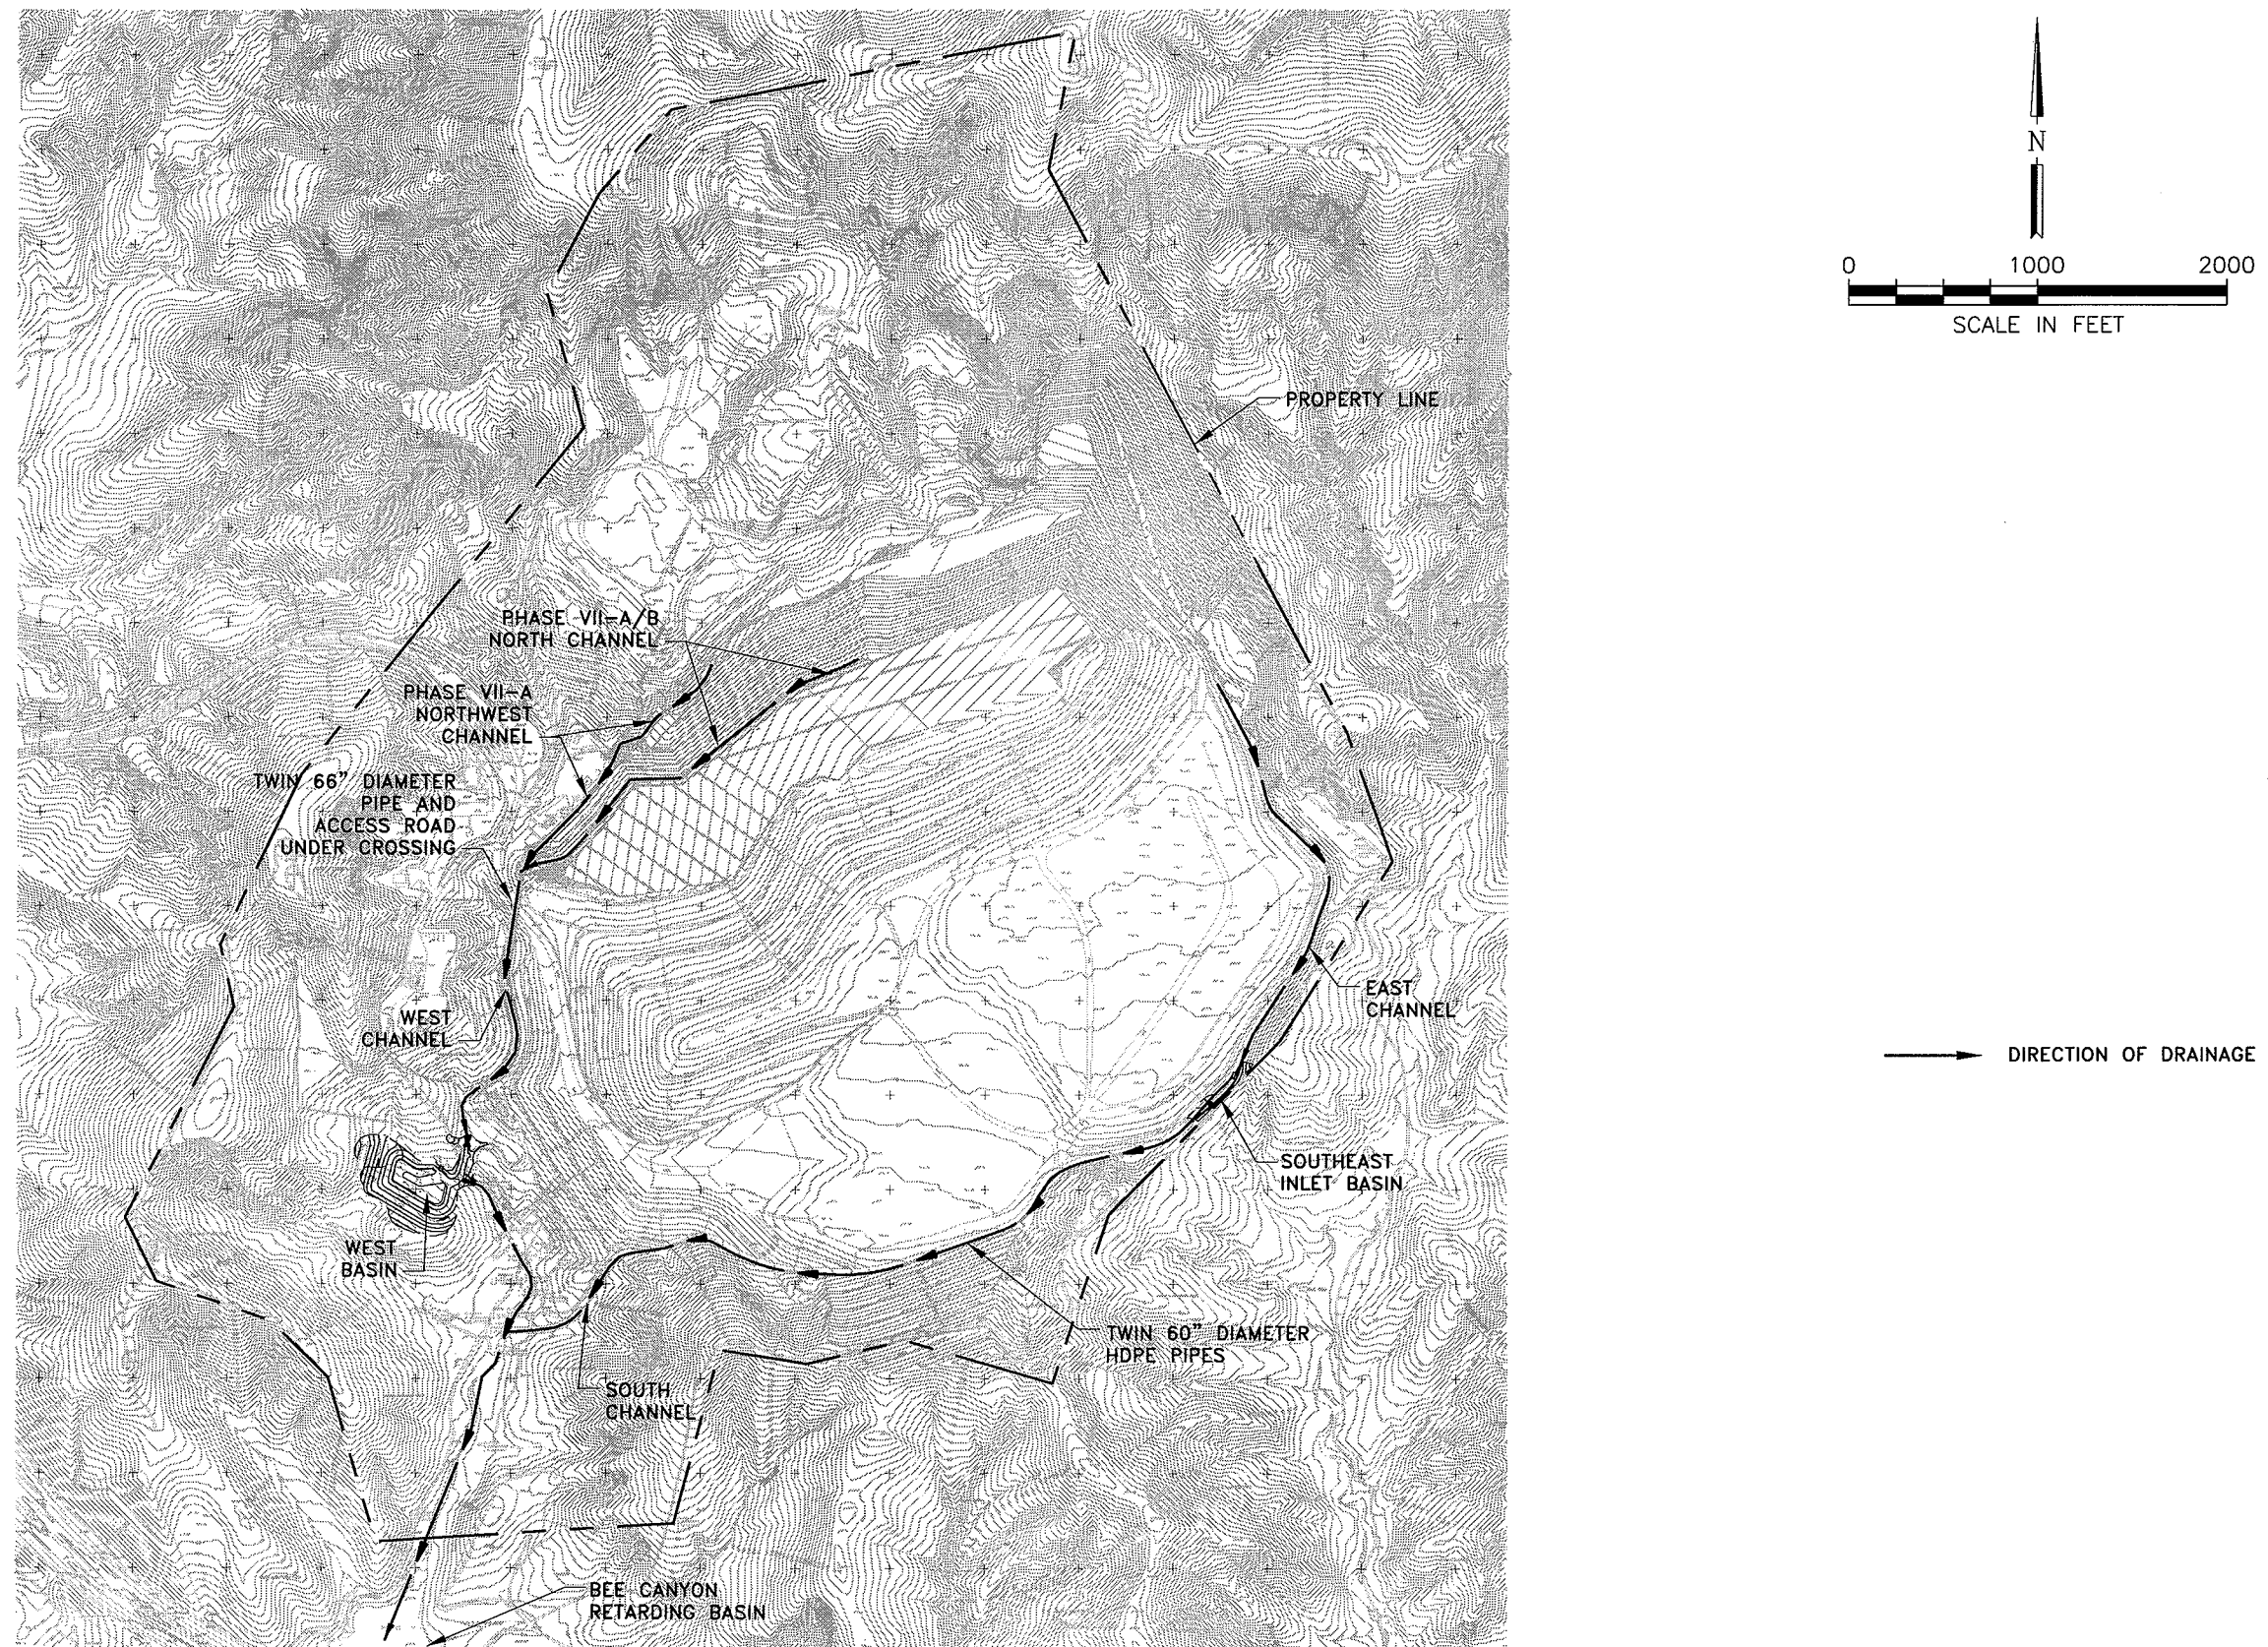 N
0 1000 2000
SCALE IN FEET
PROPERTY LINE
PHASE VII-A/B
NORTH CHANNEL
PHASE VII-A
NORTHWEST
CHANNEL
TWIN 66" DIAMETER
PIPE AND
ACCESS ROAD
UNDER CROSSING
WEST
CHANNEL
EAST
CHANNEL
DIRECTION OF DRAINAGE
SOUTHEAST
INLET BASIN
WEST
BASIN
TWIN 60" DIAMETER
HDPE PIPES
SOUTH
CHANNEL
BEE CANYON
RETARDING BASIN